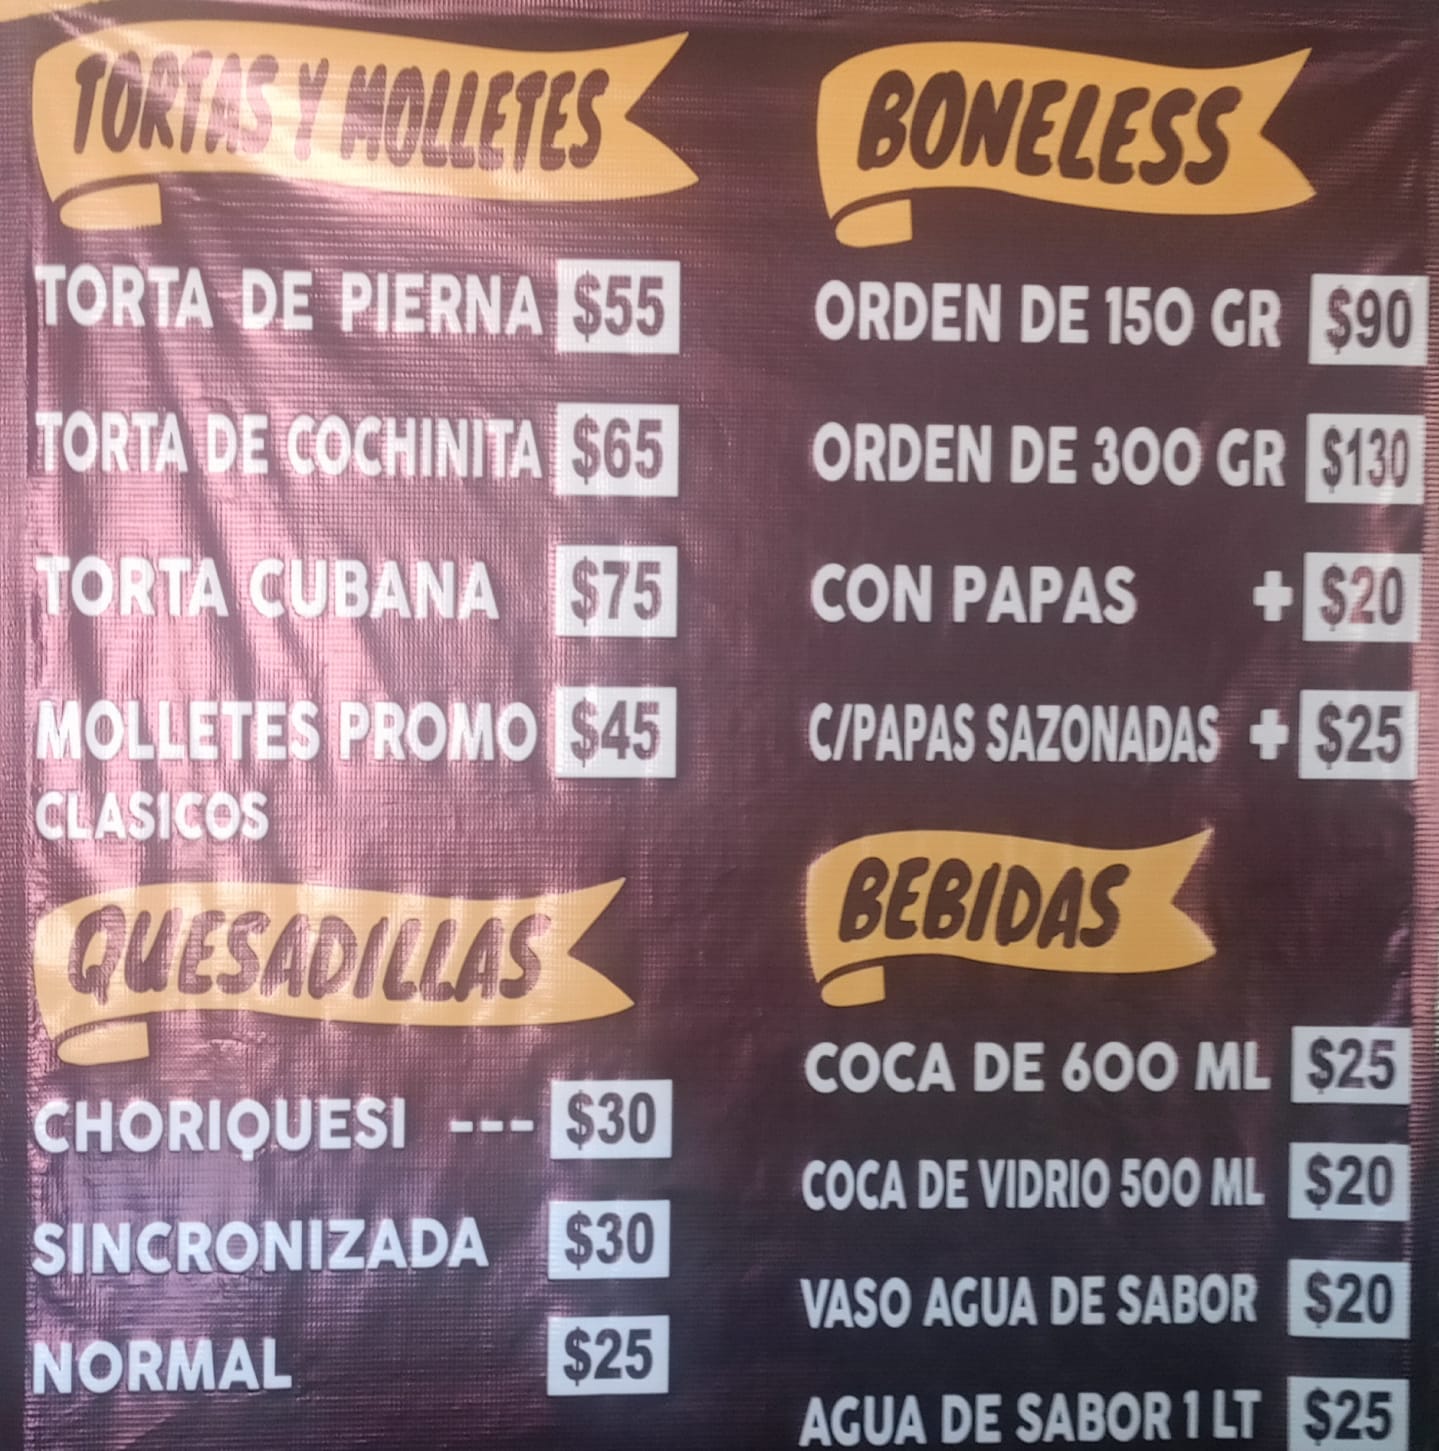 TORTAS Y MOLLETES
TORTA DE PIERNA $55
TORTA DE COCHINITA $65
TORTA CUBANA $75
MOLLETES PROMO $45
CLASICOS
QUESADILLAS
CHORIQUESI --- $30
SINCRONIZADA $30
NORMAL $25
BONELESS
ORDEN DE 150 GR $90
ORDEN DE 300 GR $130
CON PAPAS + $20
C/PAPAS SAZONADAS + $25
BEBIDAS
COCA DE 600 ML $25
COCA DE VIDRIO 500 ML $20
VASO AGUA DE SABOR $20
AGUA DE SABOR 1 LT $25